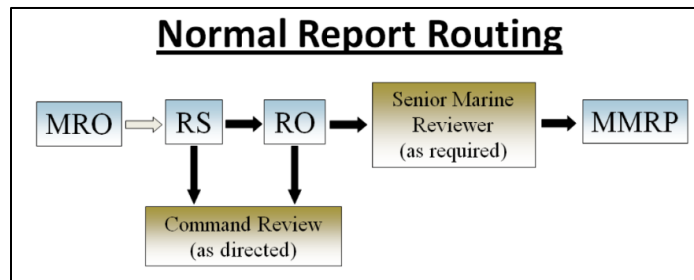 Normal Report Routing
MRO
RS
RO
Senior Marine
Reviewer
(as required)
MMRP
Command Review
(as directed)